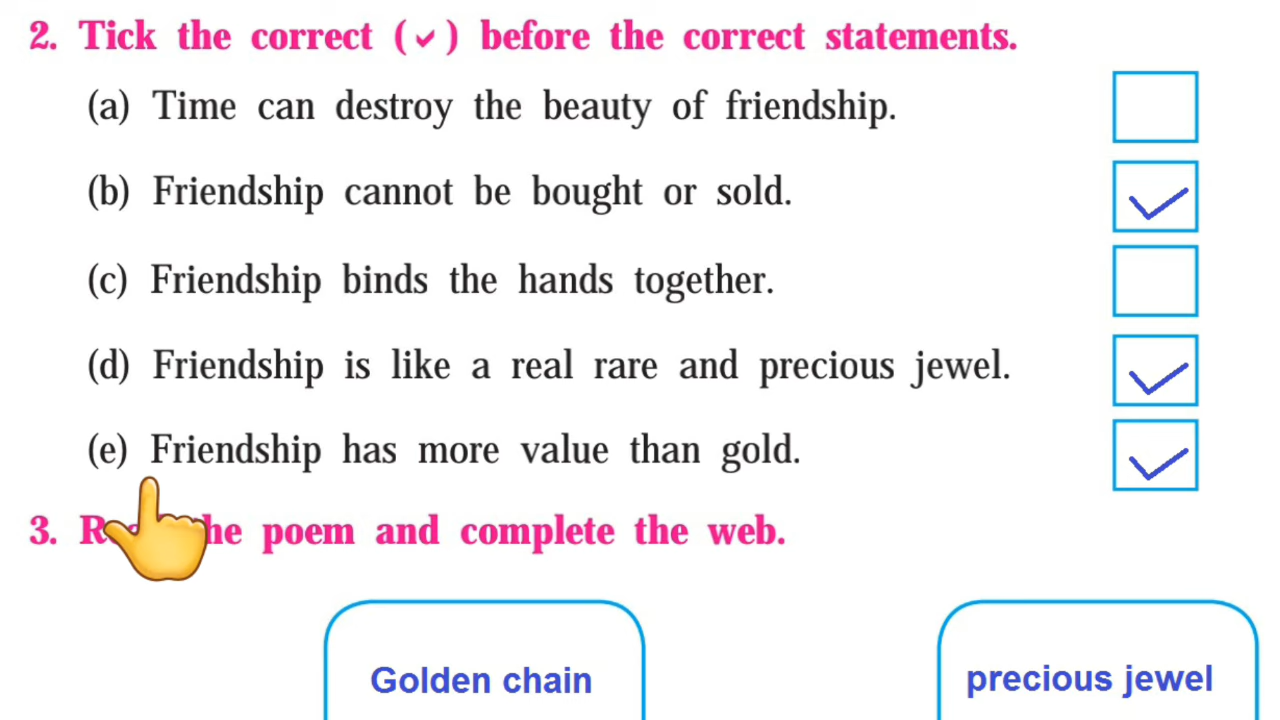 2. Tick the correct (✓) before the correct statements.
(a) Time can destroy the beauty of friendship.
(b) Friendship cannot be bought or sold.
(c) Friendship binds the hands together.
(d) Friendship is like a real rare and precious jewel.
(e) Friendship has more value than gold.
3. the poem and complete the web.
Golden chain precious jewel